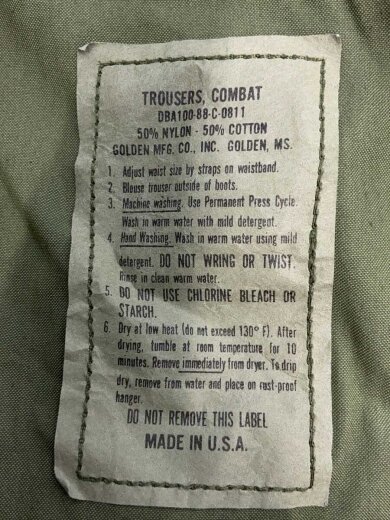 TROUSERS, COMBAT
DBA100-88-C-0811
50% NYLON - 50% COTTON
GOLDEN MFG. CO., INC. GOLDEN, MS.
1. Adjust waist size by straps on waistband.
2. Blouse trouser outside of boots.
3. Machine washing. Use Permanent Press Cycle.
Wash in warm water with mild detergent.
4. Hand Washing. Wash in warm water using mild
detergent. DO NOT WRING OR TWIST.
Rinse in clean warm water.
5. DO NOT USE CHLORINE BLEACH OR
STARCH.
6. Dry at low heat (do not exceed 130° F). After
drying, tumble at room temperature for 10
minutes. Remove immediately from dryer. To drip
dry, remove from water and place on rust-proof
hanger.
DO NOT REMOVE THIS LABEL
MADE IN U.S.A.